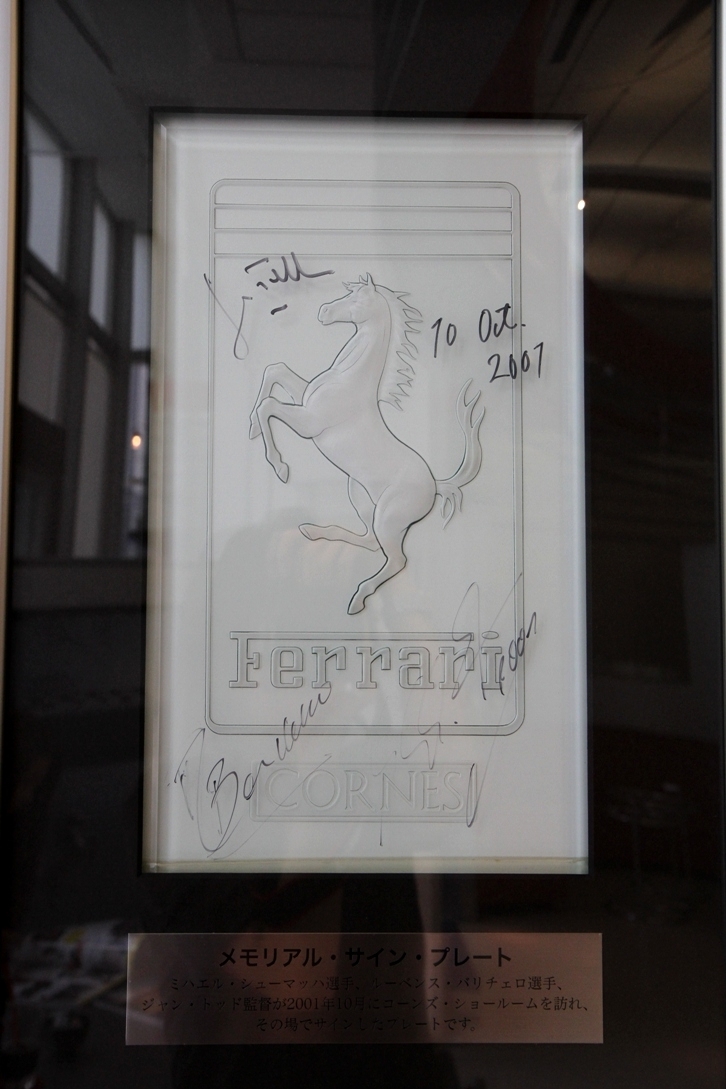 10 Oct.
2001
Ferrari
CORNES
メモリアル・サイン・プレート
ミハエル・シューマッハ選手、ルーベンス・バリチェロ選手、
ジャン・トッド監督が2001年10月にコーンズ・ショールームを訪れ、
その場でサインしたプレートです。